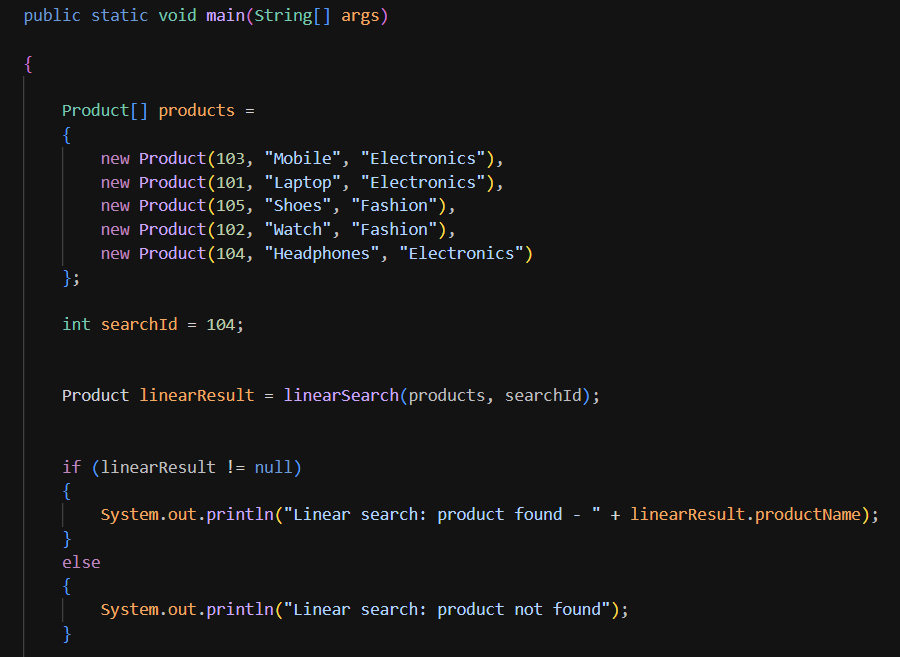 public static void main(String[] args)
{
Product[] products =
{
new Product(103, "Mobile", "Electronics"),
new Product(101, "Laptop", "Electronics"),
new Product(105, "Shoes", "Fashion"),
new Product(102, "Watch", "Fashion"),
new Product(104, "Headphones", "Electronics")
};
int searchId = 104;
Product linearResult = linearSearch(products, searchId);
if (linearResult != null)
{
System.out.println("Linear search: product found - " + linearResult.productName);
}
else
{
System.out.println("Linear search: product not found");
}